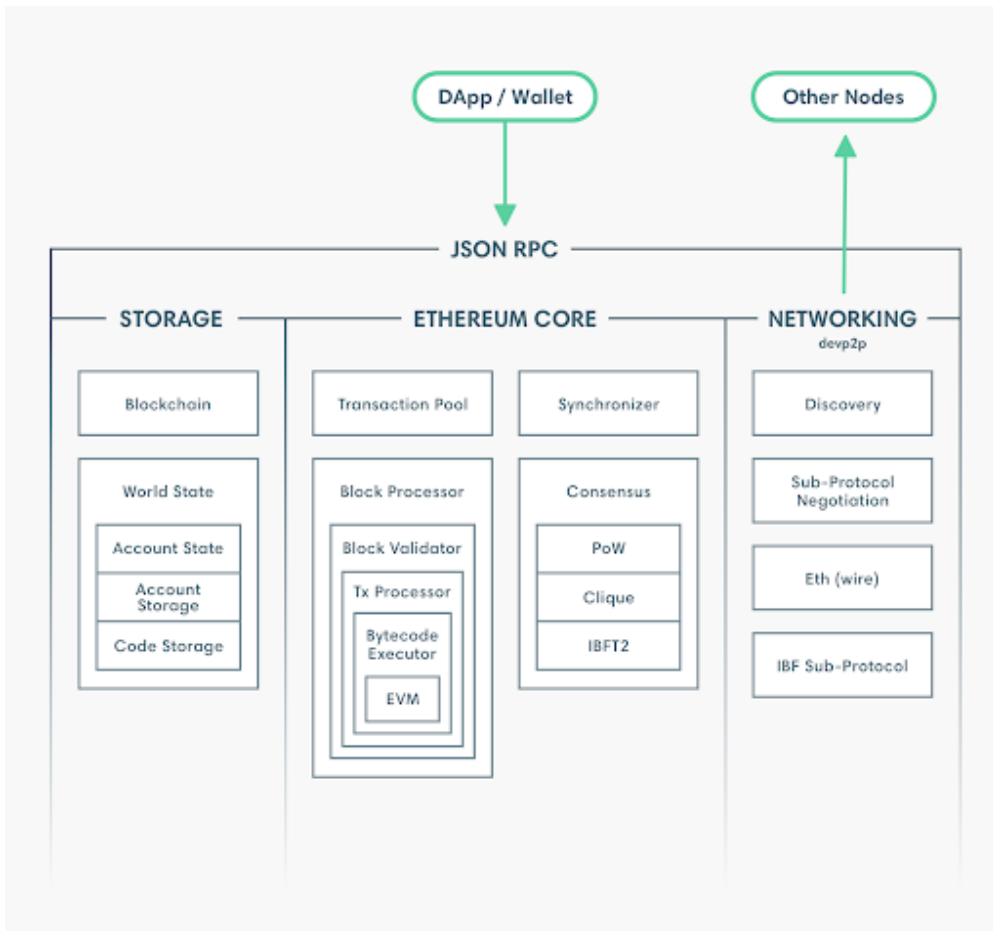 DApp / Wallet
Other Nodes
JSON RPC
STORAGE
ETHEREUM CORE
NETWORKING
devp2p
Blockchain
Transaction Pool
Synchronizer
Discovery
World State
Account State
Account
Storage
Code Storage
Block Processor
Block Validator
Tx Processor
Bytecode
Executor
EVM
Consensus
PoW
Clique
IBFT2
Sub-Protocol
Negotiation
Eth (wire)
IBF Sub-Protocol